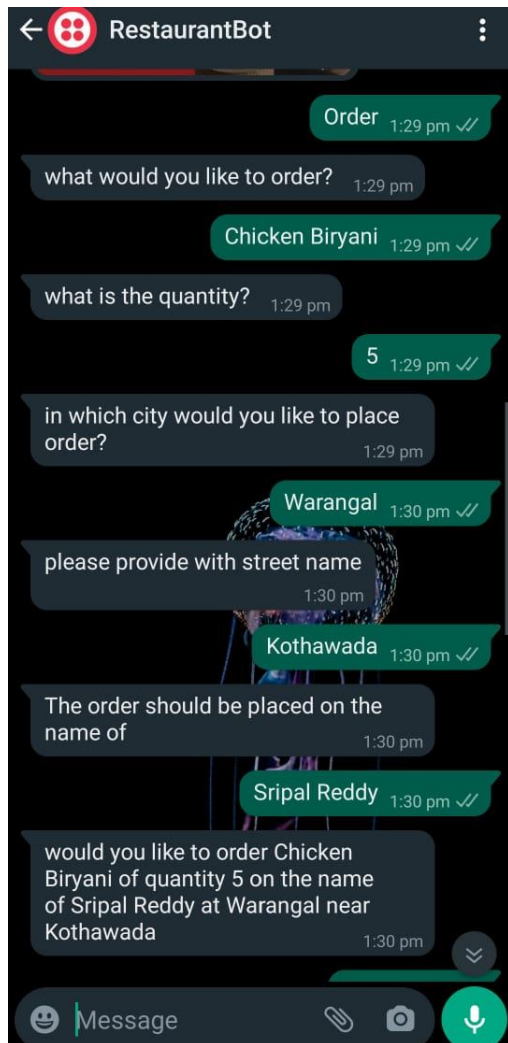 RestaurantBot
Order 1:29 pm
what would you like to order? 1:29 pm
Chicken Biryani 1:29 pm
what is the quantity? 1:29 pm
5 1:29 pm
in which city would you like to place
order? 1:29 pm
Warangal 1:30 pm
please provide with street name
1:30 pm
Kothawada 1:30 pm
The order should be placed on the
name of 1:30 pm
Sripal Reddy 1:30 pm
would you like to order Chicken
Biryani of quantity 5 on the name
of Sripal Reddy at Warangal near
Kothawada 1:30 pm
Message